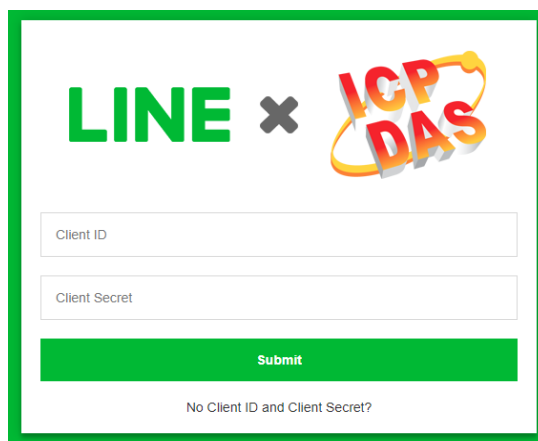 LINE × ICP DAS
Client ID
Client Secret
Submit
No Client ID and Client Secret?